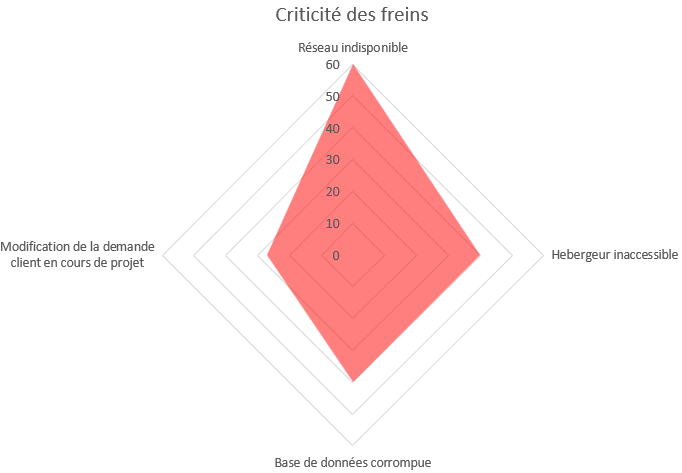 Criticité des freins
Réseau indisponible
60
50
40
30
20
10
0
Modification de la demande
client en cours de projet
Hebergeur inaccessible
Base de données corrompue